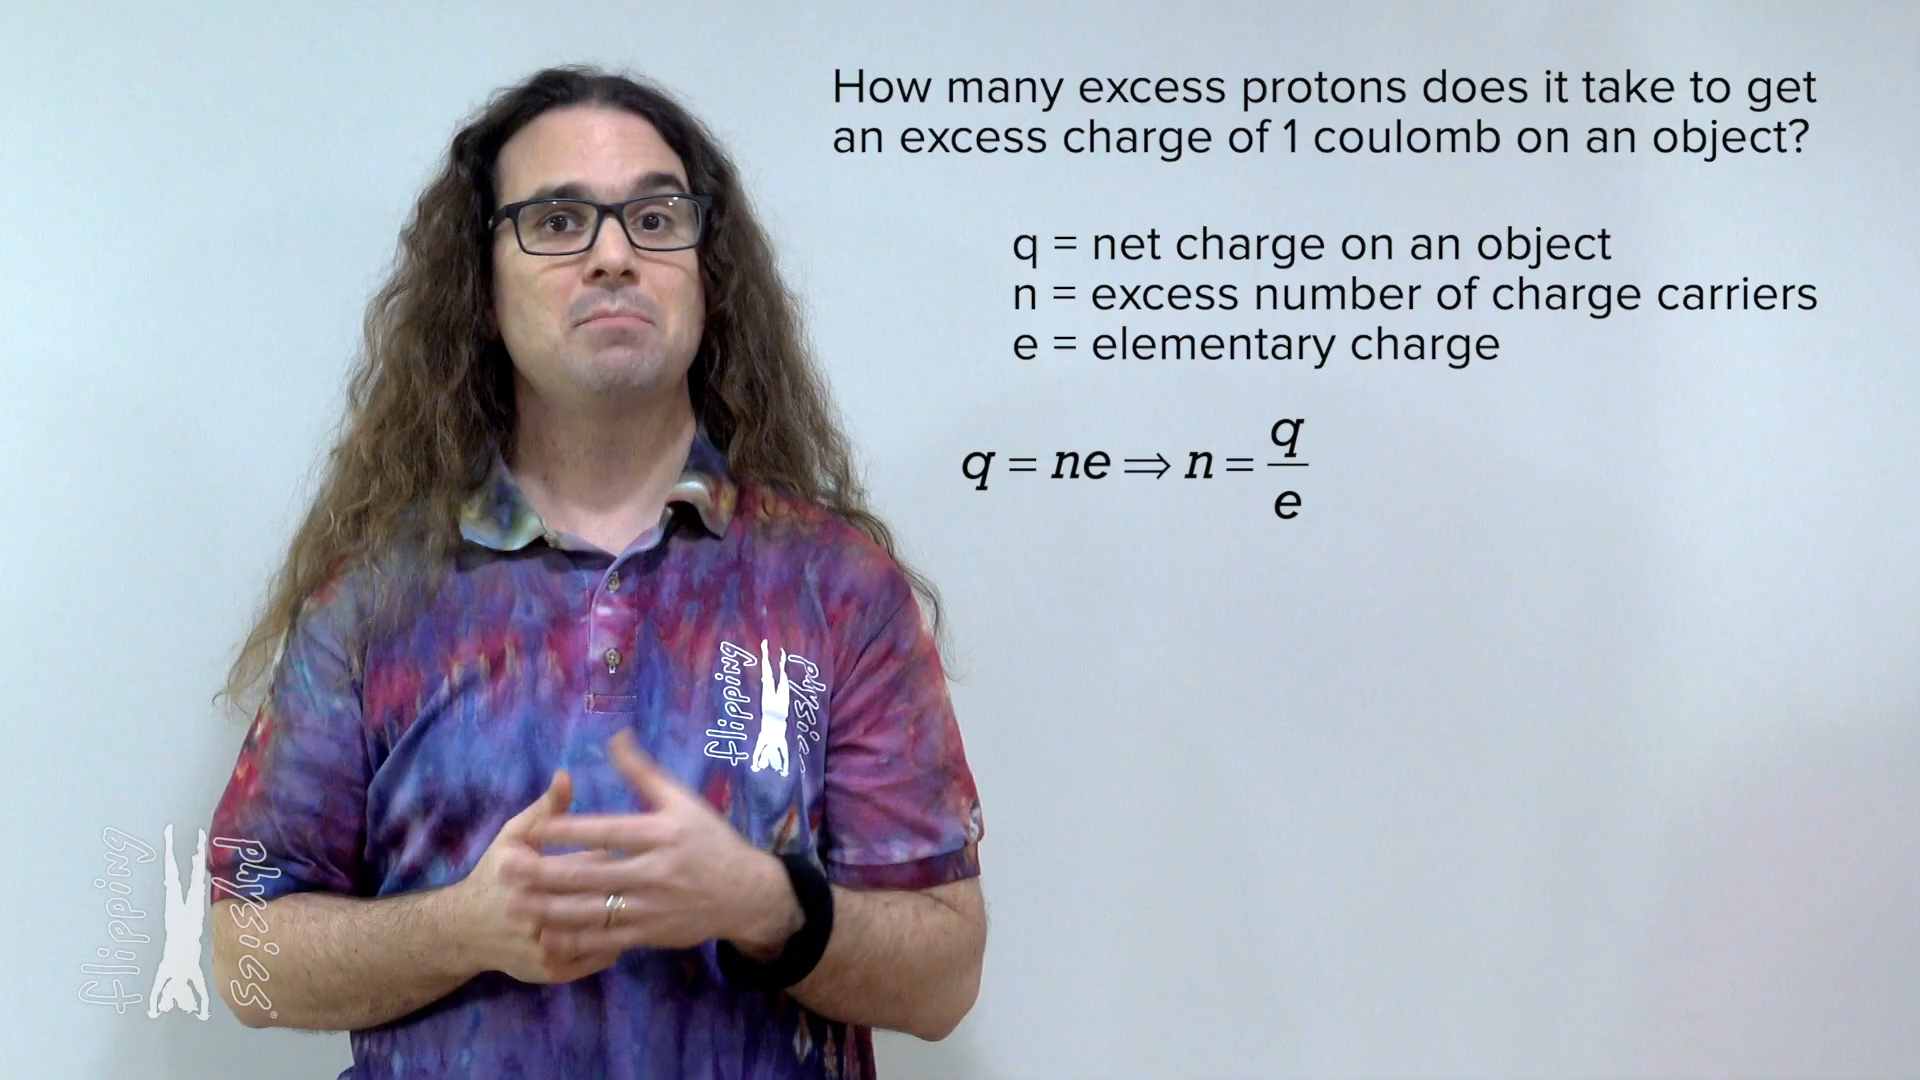 How many excess protons does it take to get
an excess charge of 1 coulomb on an object?
q = net charge on an object
n = excess number of charge carriers
e = elementary charge
q = ne ⇒ n = q/e
flipping
physics
flipping
physics